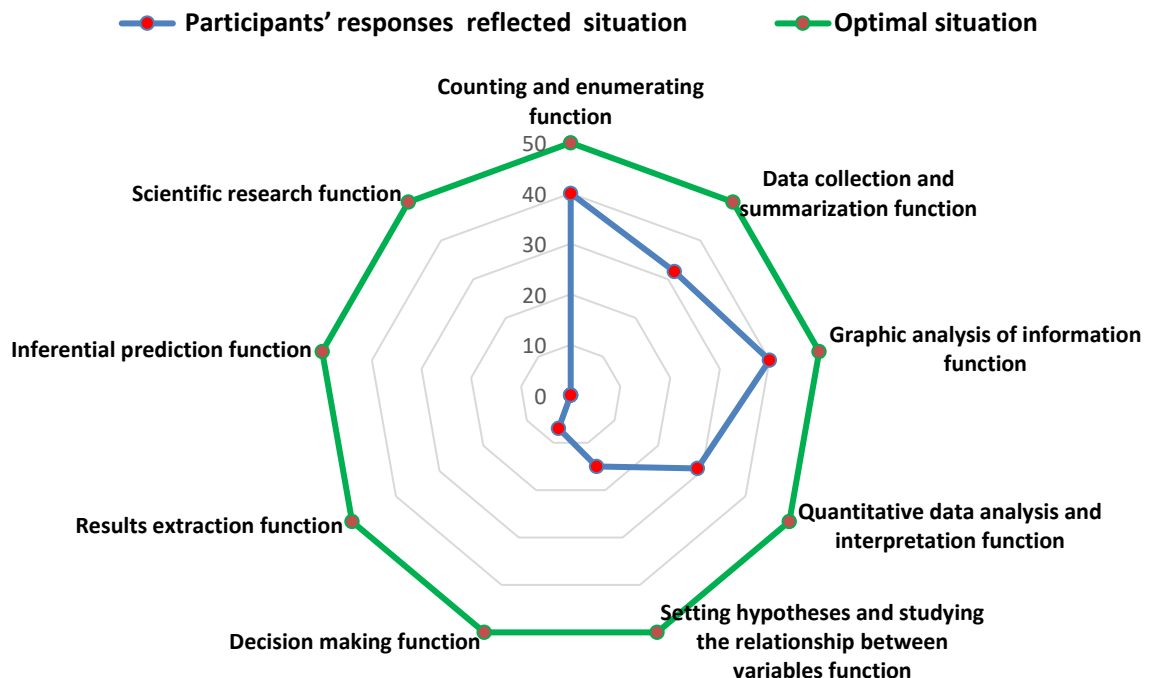 Participants' responses reflected situation
Optimal situation
Counting and enumerating
function
50
40
30
20
10
0
Data collection and
summarization function
Graphic analysis of information
function
Quantitative data analysis and
interpretation function
Setting hypotheses and studying
the relationship between
variables function
Decision making function
Results extraction function
Inferential prediction function
Scientific research function